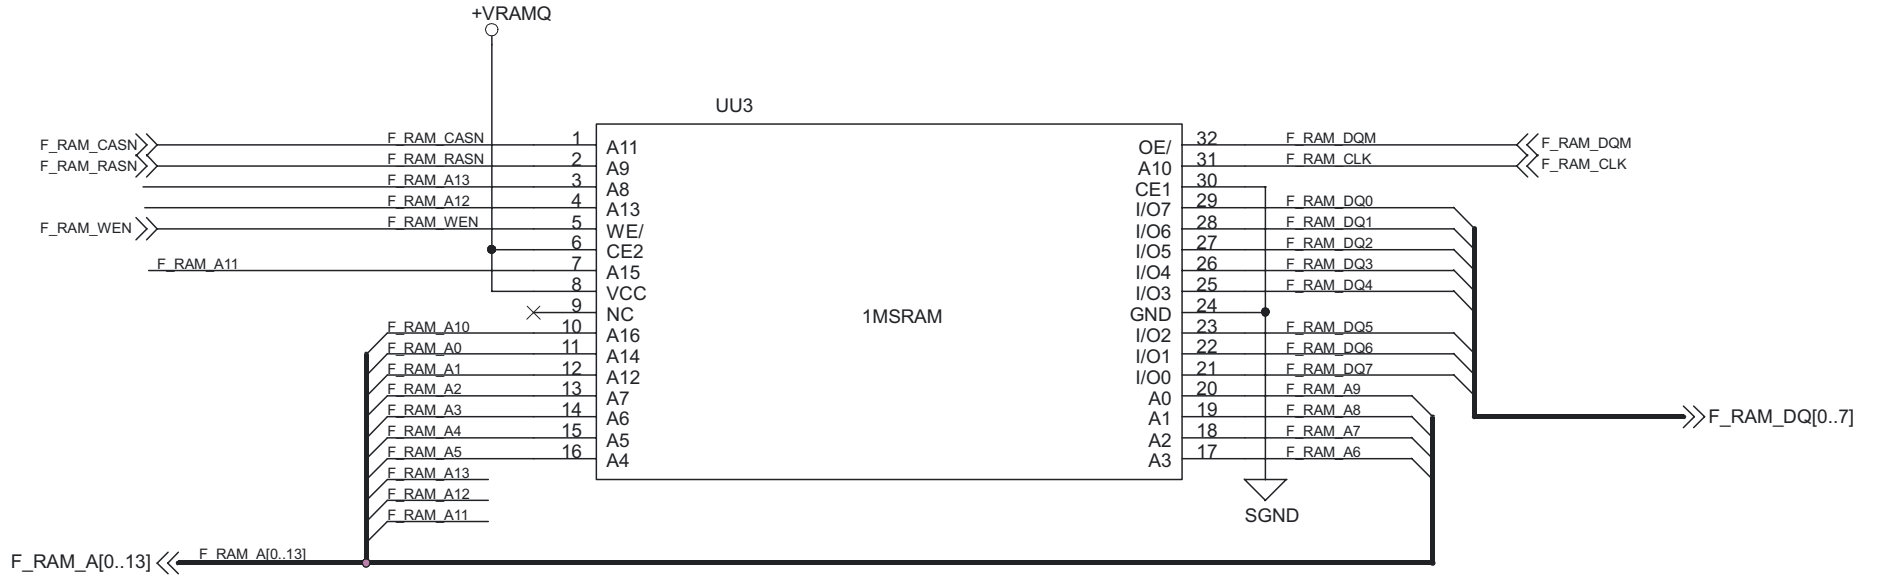 +VRAMQ
UU3
F_RAM_CASN F_RAM_CASN 1 A11 OE/ 32 F_RAM_DQM F_RAM_DQM
F_RAM_RASN F_RAM_RASN 2 A9 A10 31 F_RAM_CLK F_RAM_CLK
F_RAM_A13 3 A8 CE1 30
F_RAM_A12 4 A13 I/O7 29 F_RAM_DQ0
F_RAM_WEN F_RAM_WEN 5 WE/ I/O6 28 F_RAM_DQ1
6 CE2 I/O5 27 F_RAM_DQ2
F_RAM_A11 7 A15 I/O4 26 F_RAM_DQ3
8 VCC I/O3 25 F_RAM_DQ4
9 NC 1MSRAM GND 24
F_RAM_A10 10 A16 I/O2 23 F_RAM_DQ5
F_RAM_A0 11 A14 I/O1 22 F_RAM_DQ6
F_RAM_A1 12 A12 I/O0 21 F_RAM_DQ7
F_RAM_A2 13 A7 A0 20 F_RAM_A9
F_RAM_A3 14 A6 A1 19 F_RAM_A8 F_RAM_DQ[0..7]
F_RAM_A4 15 A5 A2 18 F_RAM_A7
F_RAM_A5 16 A4 A3 17 F_RAM_A6
F_RAM_A13
F_RAM_A12
F_RAM_A11 SGND
F_RAM_A[0..13] F_RAM_A[0..13]